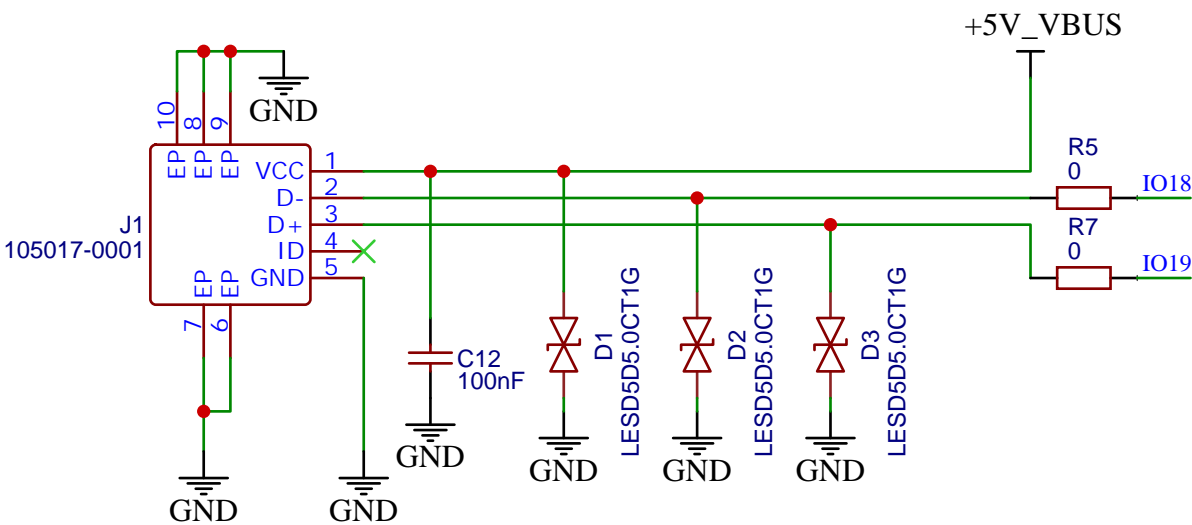 +5V_VBUS
GND
10
8
9
EP
EP
EP
VCC 1
D- 2
D+ 3
ID 4
GND 5
J1
105017-0001
EP
EP
7
6
R5
0
IO18
R7
0
IO19
C12
100nF
D1
LESD5D5.0CT1G
D2
LESD5D5.0CT1G
D3
LESD5D5.0CT1G
GND
GND
GND
GND
GND
GND